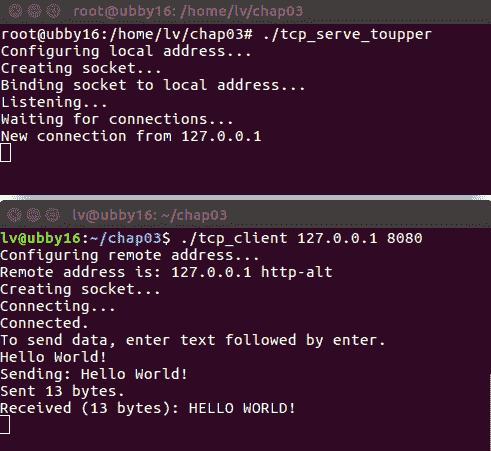 root@ubby16: /home/lv/chap03
root@ubby16:/home/lv/chap03# ./tcp_serve_toupper
Configuring local address...
Creating socket...
Binding socket to local address...
Listening...
Waiting for connections...
New connection from 127.0.0.1
lv@ubby16: ~/chap03
lv@ubby16:~/chap03$ ./tcp_client 127.0.0.1 8080
Configuring remote address...
Remote address is: 127.0.0.1 http-alt
Creating socket...
Connecting...
Connected.
To send data, enter text followed by enter.
Hello World!
Sending: Hello World!
Sent 13 bytes.
Received (13 bytes): HELLO WORLD!